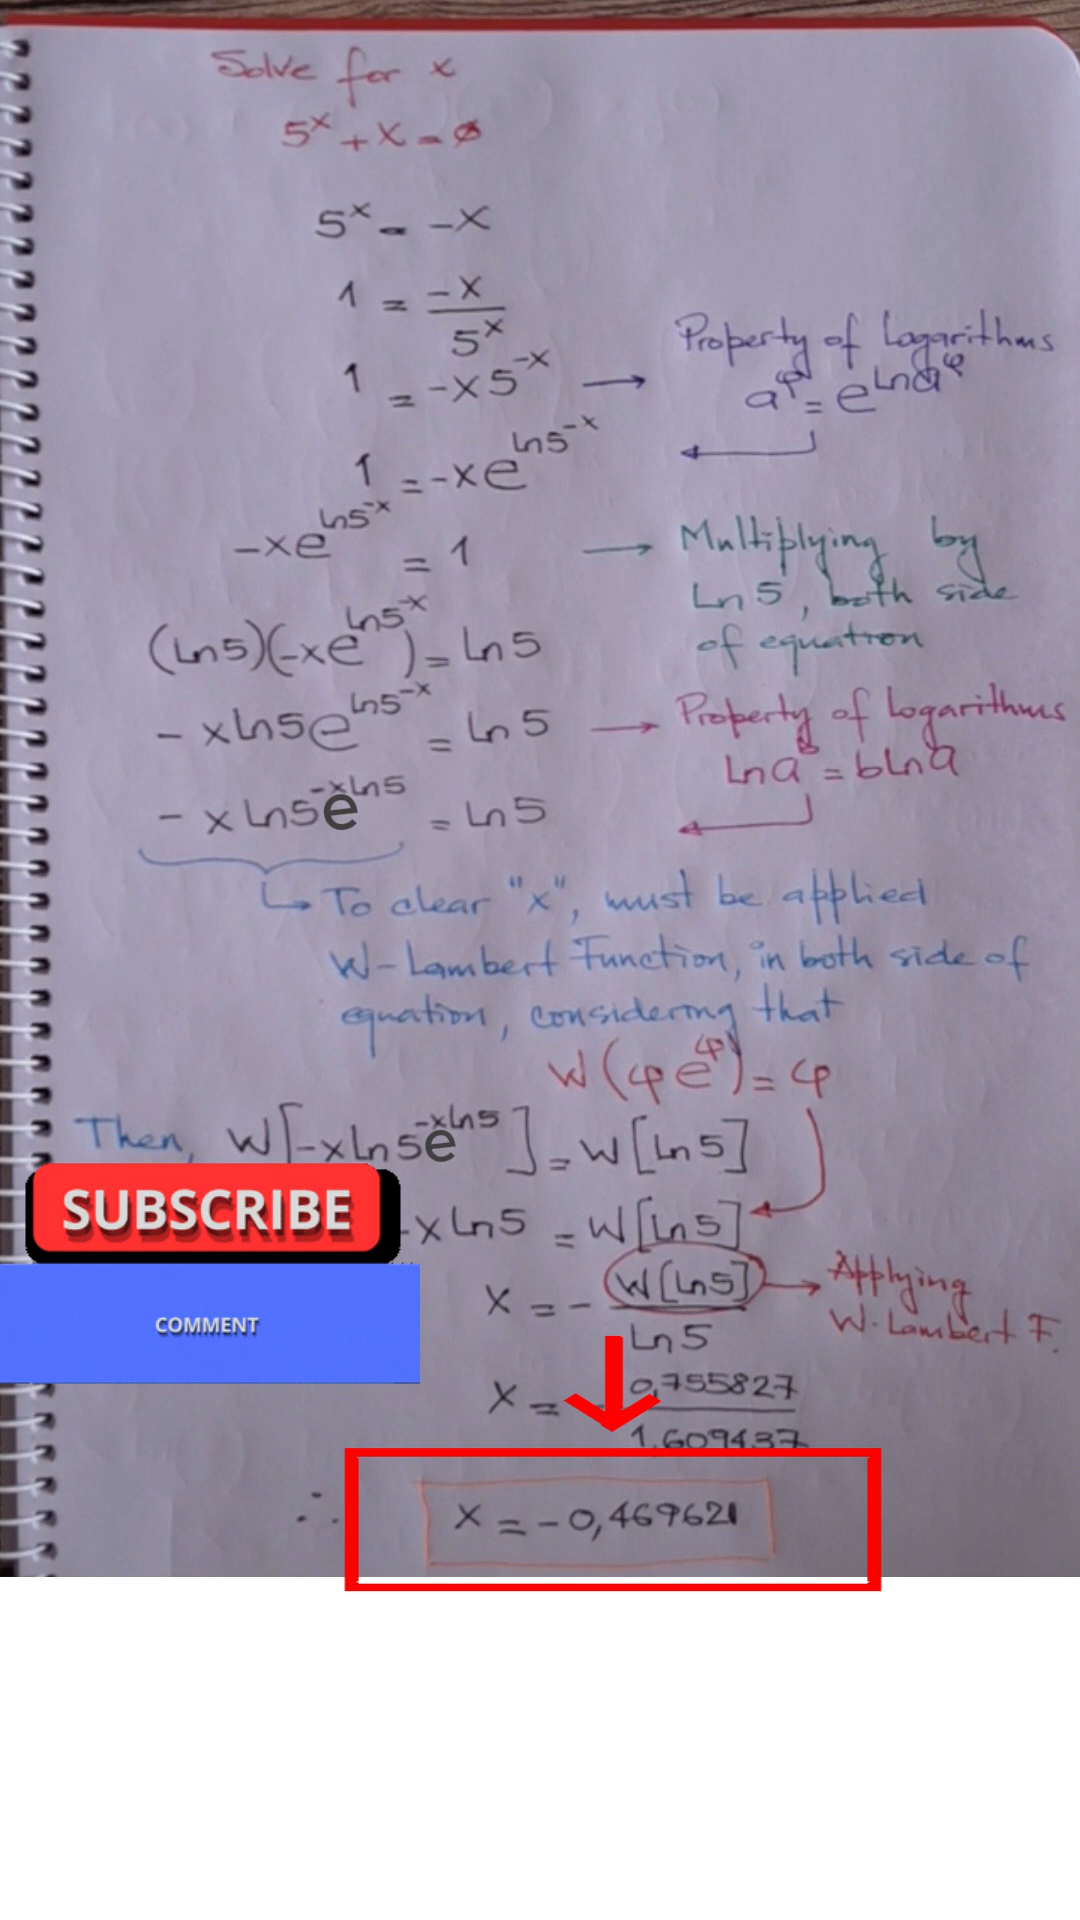 Solve for x
5^x + x = 0
5^x = -x
1 = -x / 5^x
1 = -x5^-x → Property of Logarithms
a^φ = e^Lna^φ
1 = -xe^Ln5^-x
-xe^Ln5^-x = 1 → Multiplying by
Ln5, both side
of equation
(Ln5)(-xe^Ln5^-x) = Ln5
- xLn5e^Ln5^-x = Ln5 → Property of Logarithms
Lna^b = bLna
- xLn5e^-xLn5 = Ln5
↳ To clear "x", must be applied
W-Lambert Function, in both side of
equation, considering that
W(φe^φ) = φ
Then, W[-xLn5e^-xLn5] = W[Ln5]
SUBSCRIBE
-xLn5 = W[Ln5]
x = - W[Ln5] / Ln5 → Applying
W-Lambert F.
COMMENT
x = 0,755827 / 1,609437
∴ x = -0,469621